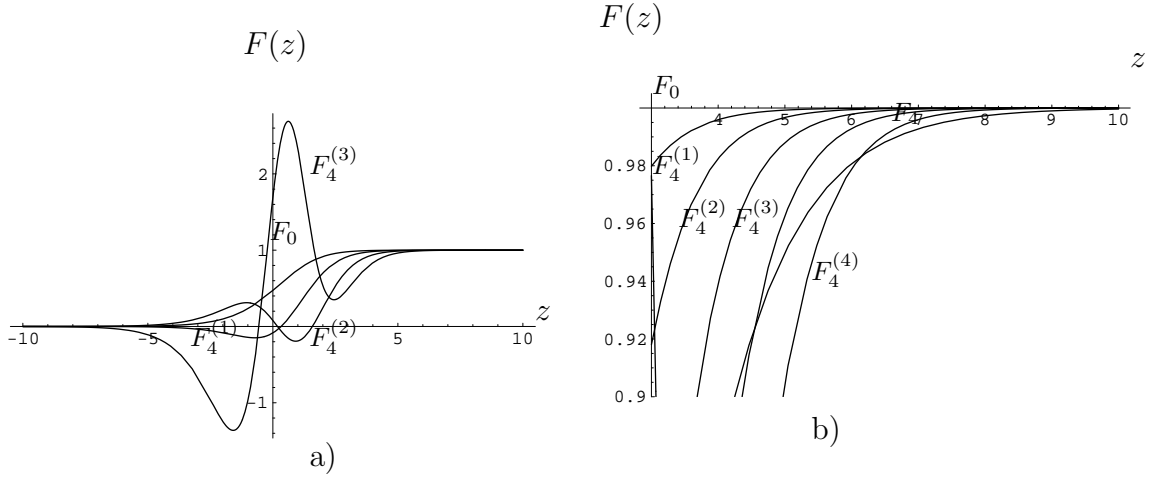 F(z)
F_4^{(3)}
2
F_0
1
z
-10
-5
5
10
F_4^{(1)}
F_4^{(2)}
-1
a)
F(z)
z
F_0
4
5
6
7
8
9
10
0.98
F_4^{(1)}
0.96
F_4^{(2)}
F_4^{(3)}
0.94
F_4^{(4)}
0.92
0.9
b)